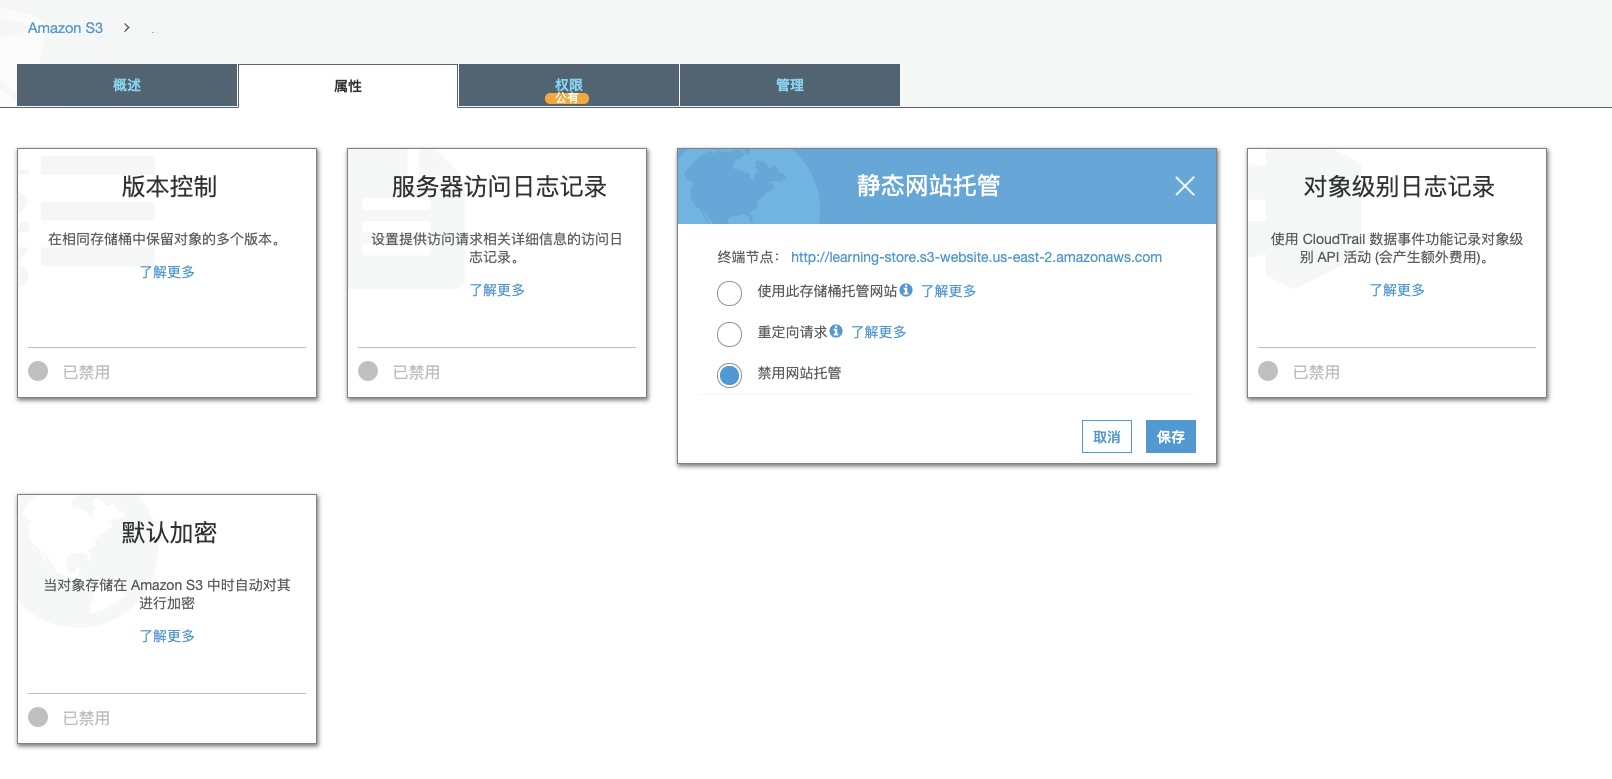 Amazon S3 >
概述
属性
权限
公有
管理
版本控制
在相同存储桶中保留对象的多个版本。
了解更多
已禁用
服务器访问日志记录
设置提供访问请求相关详细信息的访问日
志记录。
了解更多
已禁用
静态网站托管
终端节点： http://learning-store.s3-website.us-east-2.amazonaws.com
使用此存储桶托管网站 了解更多
重定向请求 了解更多
禁用网站托管
取消 保存
对象级别日志记录
使用 CloudTrail 数据事件功能记录对象级
别 API 活动 (会产生额外费用)。
了解更多
已禁用
默认加密
当对象存储在 Amazon S3 中时自动对其
进行加密
了解更多
已禁用